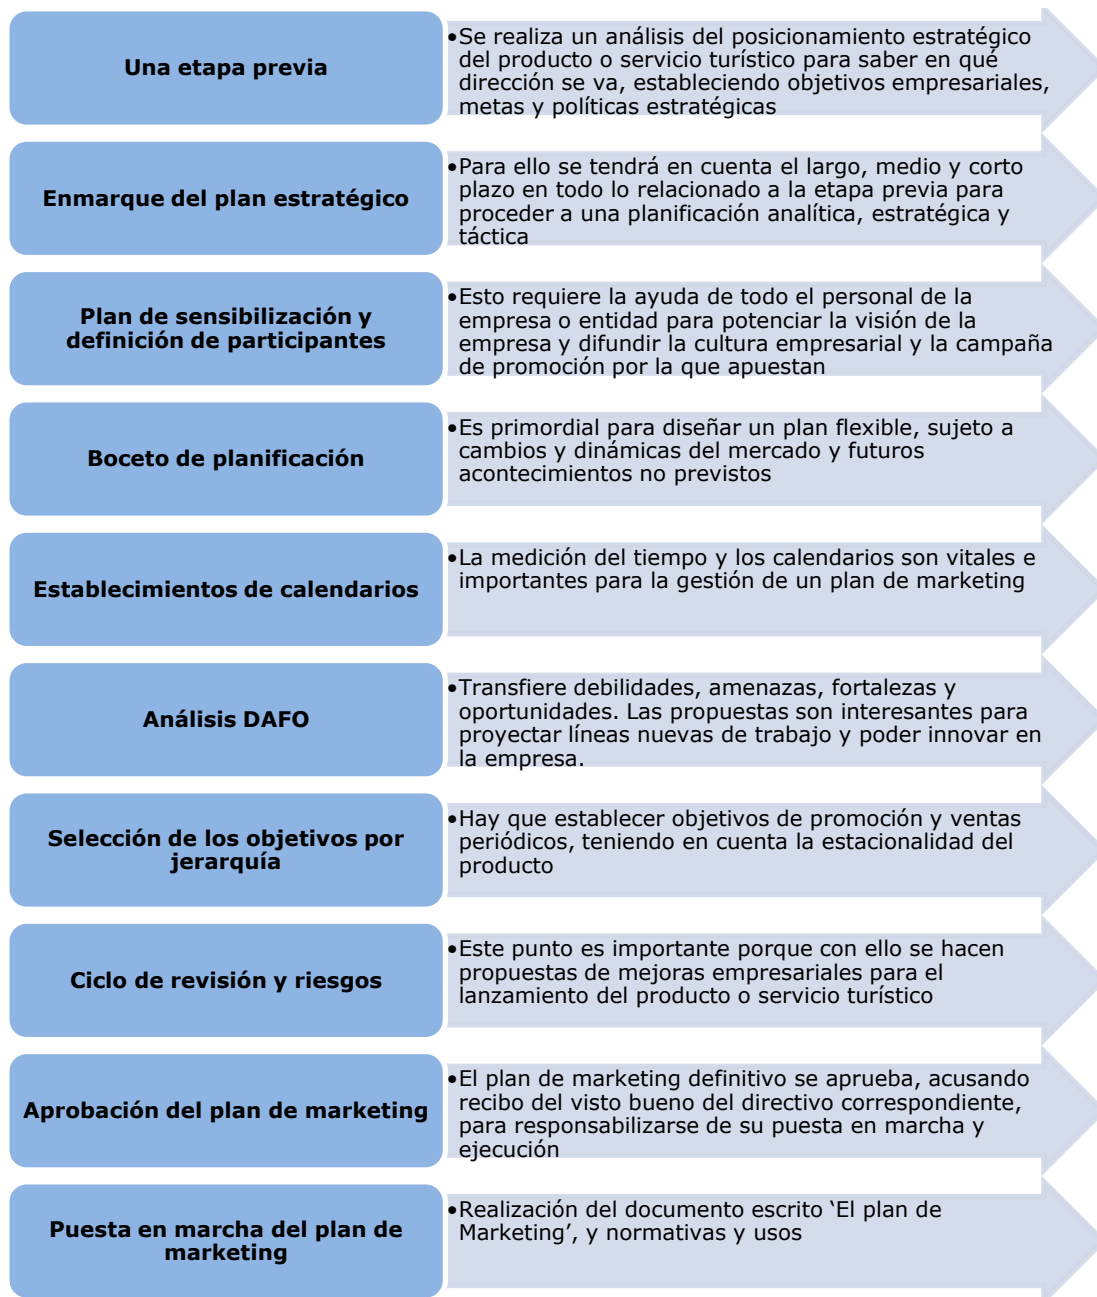 Una etapa previa
•Se realiza un análisis del posicionamiento estratégico
del producto o servicio turístico para saber en qué
dirección se va, estableciendo objetivos empresariales,
metas y políticas estratégicas
Enmarque del plan estratégico
•Para ello se tendrá en cuenta el largo, medio y corto
plazo en todo lo relacionado a la etapa previa para
proceder a una planificación analítica, estratégica y
táctica
Plan de sensibilización y
definición de participantes
•Esto requiere la ayuda de todo el personal de la
empresa o entidad para potenciar la visión de la
empresa y difundir la cultura empresarial y la campaña
de promoción por la que apuestan
Boceto de planificación
•Es primordial para diseñar un plan flexible, sujeto a
cambios y dinámicas del mercado y futuros
acontecimientos no previstos
Establecimientos de calendarios
•La medición del tiempo y los calendarios son vitales e
importantes para la gestión de un plan de marketing
Análisis DAFO
•Transfiere debilidades, amenazas, fortalezas y
oportunidades. Las propuestas son interesantes para
proyectar líneas nuevas de trabajo y poder innovar en
la empresa.
Selección de los objetivos por
jerarquía
•Hay que establecer objetivos de promoción y ventas
periódicos, teniendo en cuenta la estacionalidad del
producto
Ciclo de revisión y riesgos
•Este punto es importante porque con ello se hacen
propuestas de mejoras empresariales para el
lanzamiento del producto o servicio turístico
Aprobación del plan de marketing
•El plan de marketing definitivo se aprueba, acusando
recibo del visto bueno del directivo correspondiente,
para responsabilizarse de su puesta en marcha y
ejecución
Puesta en marcha del plan de
marketing
•Realización del documento escrito ‘El plan de
Marketing’, y normativas y usos